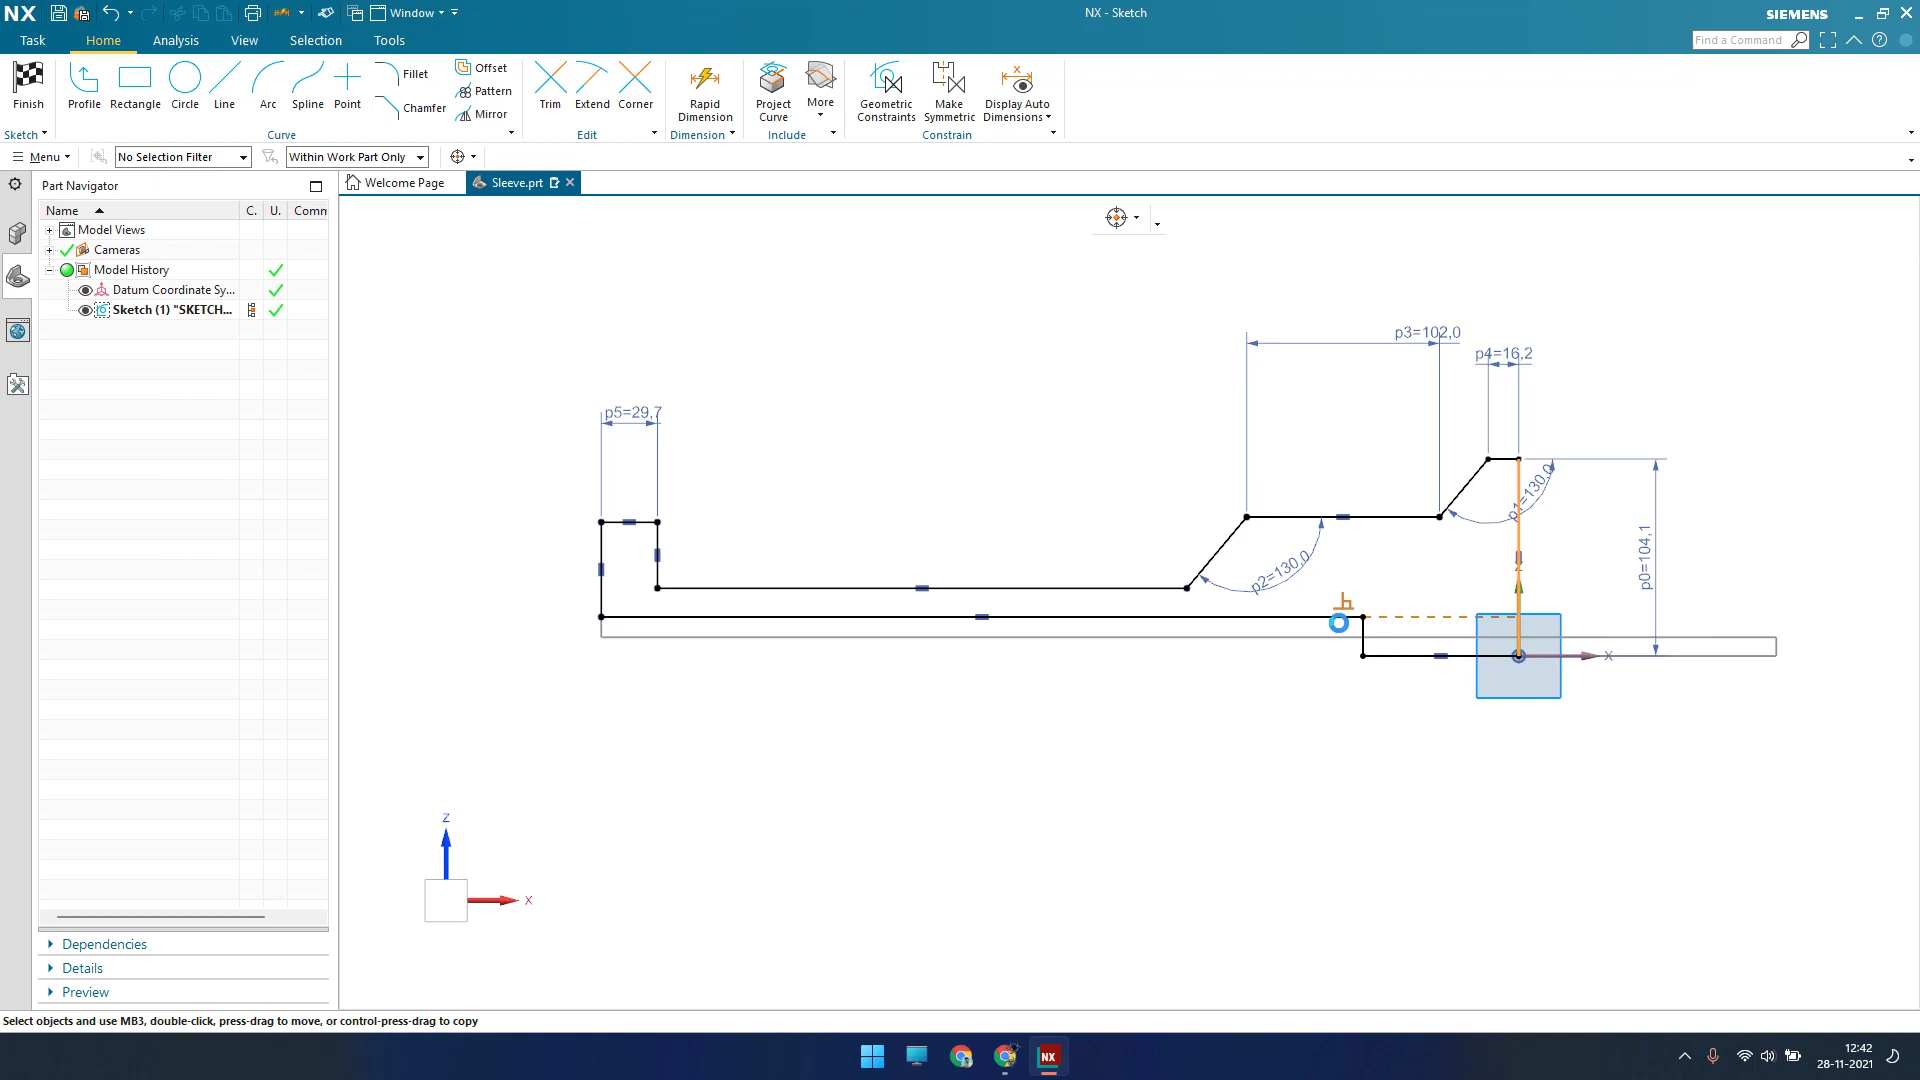 NX
Window
NX - Sketch
SIEMENS
Task
Home
Analysis
View
Selection
Tools
Find a Command
Finish
Profile
Rectangle
Circle
Line
Arc
Spline
Point
Fillet
Chamfer
Offset
Pattern
Mirror
Trim
Extend
Corner
Rapid
Dimension
Project
Curve
More
Geometric
Constraints
Make
Symmetric
Display Auto
Dimensions
Sketch
Curve
Edit
Dimension
Include
Constrain
Menu
No Selection Filter
Within Work Part Only
Part Navigator
Welcome Page
Sleeve.prt
Name
C.
U.
Comm
Model Views
Cameras
Model History
Datum Coordinate Sy...
Sketch (1) "SKETCH...
p3=102,0
p4=16,2
p5=29,7
p1=130,0
p2=130,0
p0=104,1
X
Z
X
Dependencies
Details
Preview
Select objects and use MB3, double-click, press-drag to move, or control-press-drag to copy
NX
12:42
28-11-2021